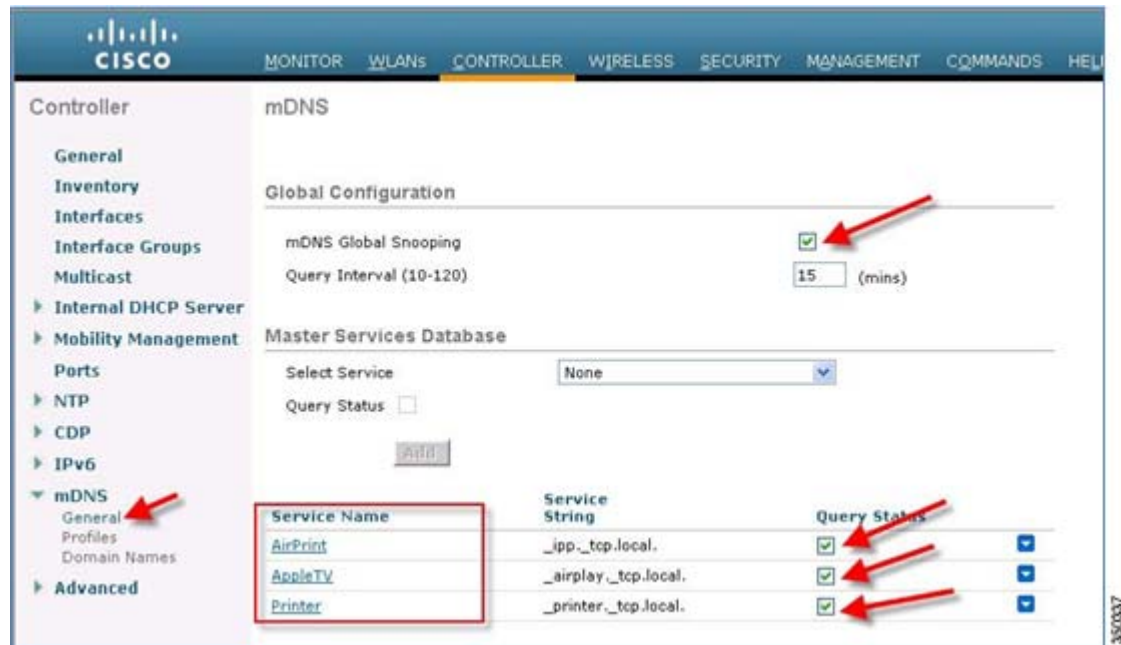 CISCO
MONITOR WLANs CONTROLLER WIRELESS SECURITY MANAGEMENT COMMANDS
Controller
General
Inventory
Interfaces
Interface Groups
Multicast
Internal DHCP Server
Mobility Management
Ports
NTP
CDP
IPv6
mDNS
General
Profiles
Domain Names
Advanced
mDNS
Global Configuration
mDNS Global Snooping
Query Interval (10-120) 15 (mins)
Master Services Database
Select Service None
Query Status
Add
Service Name Service String Query Status
AirPrint _ipp._tcp.local.
AppleTV _airplay._tcp.local.
Printer _printer._tcp.local.
350337